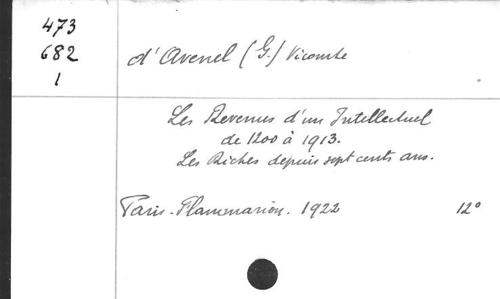 473
682
1
d'Avenel (G.) Vicomte
Les Revenus d'un Intellectuel
de 1200 à 1913.
Les Riches depuis sept cents ans.
Paris - Flammarion. 1922 12°